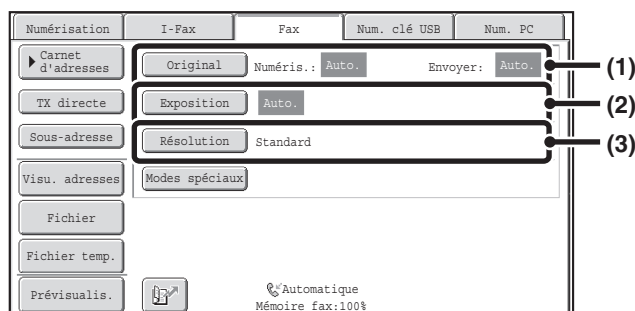 Numérisation I-Fax Fax Num. clé USB Num. PC
Carnet
d'adresses
Original Numéris.: Auto. Envoyer: Auto. (1)
TX directe Exposition Auto. (2)
Sous-adresse Résolution Standard (3)
Visu. adresses Modes spéciaux
Fichier
Fichier temp.
Prévisualis. Automatique
Mémoire fax:100%